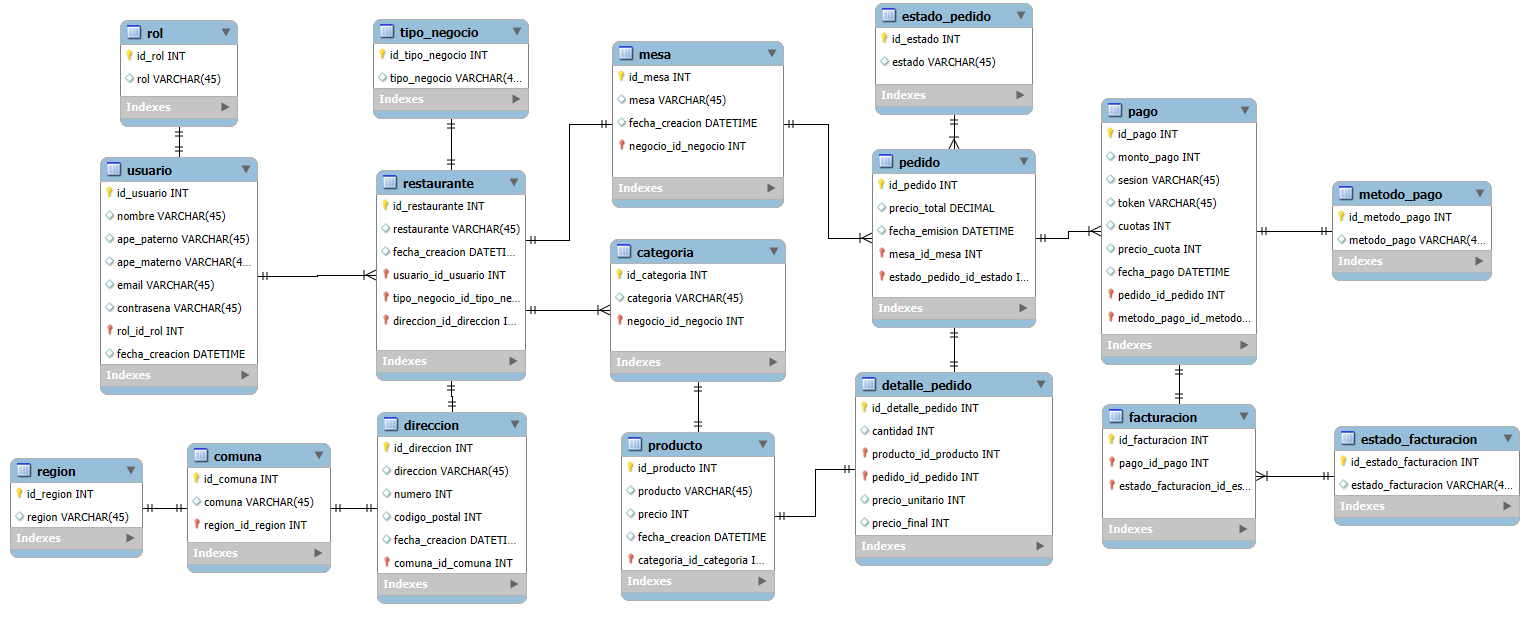 rol
id_rol INT
rol VARCHAR(45)
Indexes
usuario
id_usuario INT
nombre VARCHAR(45)
ape_paterno VARCHAR(45)
ape_materno VARCHAR(4...
email VARCHAR(45)
contrasena VARCHAR(45)
rol_id_rol INT
fecha_creacion DATETIME
Indexes
region
id_region INT
region VARCHAR(45)
Indexes
comuna
id_comuna INT
comuna VARCHAR(45)
region_id_region INT
Indexes
tipo_negocio
id_tipo_negocio INT
tipo_negocio VARCHAR(4...
Indexes
restaurante
id_restaurante INT
restaurante VARCHAR(45)
fecha_creacion DATETI...
usuario_id_usuario INT
tipo_negocio_id_tipo_ne...
direccion_id_direccion I...
Indexes
direccion
id_direccion INT
direccion VARCHAR(45)
numero INT
codigo_postal INT
fecha_creacion DATETI...
comuna_id_comuna INT
Indexes
mesa
id_mesa INT
mesa VARCHAR(45)
fecha_creacion DATETIME
negocio_id_negocio INT
Indexes
categoria
id_categoria INT
categoria VARCHAR(45)
negocio_id_negocio INT
Indexes
producto
id_producto INT
producto VARCHAR(45)
precio INT
fecha_creacion DATETIME
categoria_id_categoria I...
Indexes
estado_pedido
id_estado INT
estado VARCHAR(45)
Indexes
pedido
id_pedido INT
precio_total DECIMAL
fecha_emision DATETIME
mesa_id_mesa INT
estado_pedido_id_estado I...
Indexes
detalle_pedido
id_detalle_pedido INT
cantidad INT
producto_id_producto INT
pedido_id_pedido INT
precio_unitario INT
precio_final INT
Indexes
pago
id_pago INT
monto_pago INT
sesion VARCHAR(45)
token VARCHAR(45)
cuotas INT
precio_cuota INT
fecha_pago DATETIME
pedido_id_pedido INT
metodo_pago_id_metodo...
Indexes
facturacion
id_facturacion INT
pago_id_pago INT
estado_facturacion_id_es...
Indexes
metodo_pago
id_metodo_pago INT
metodo_pago VARCHAR(4...
Indexes
estado_facturacion
id_estado_facturacion INT
estado_facturacion VARCHAR(4...
Indexes